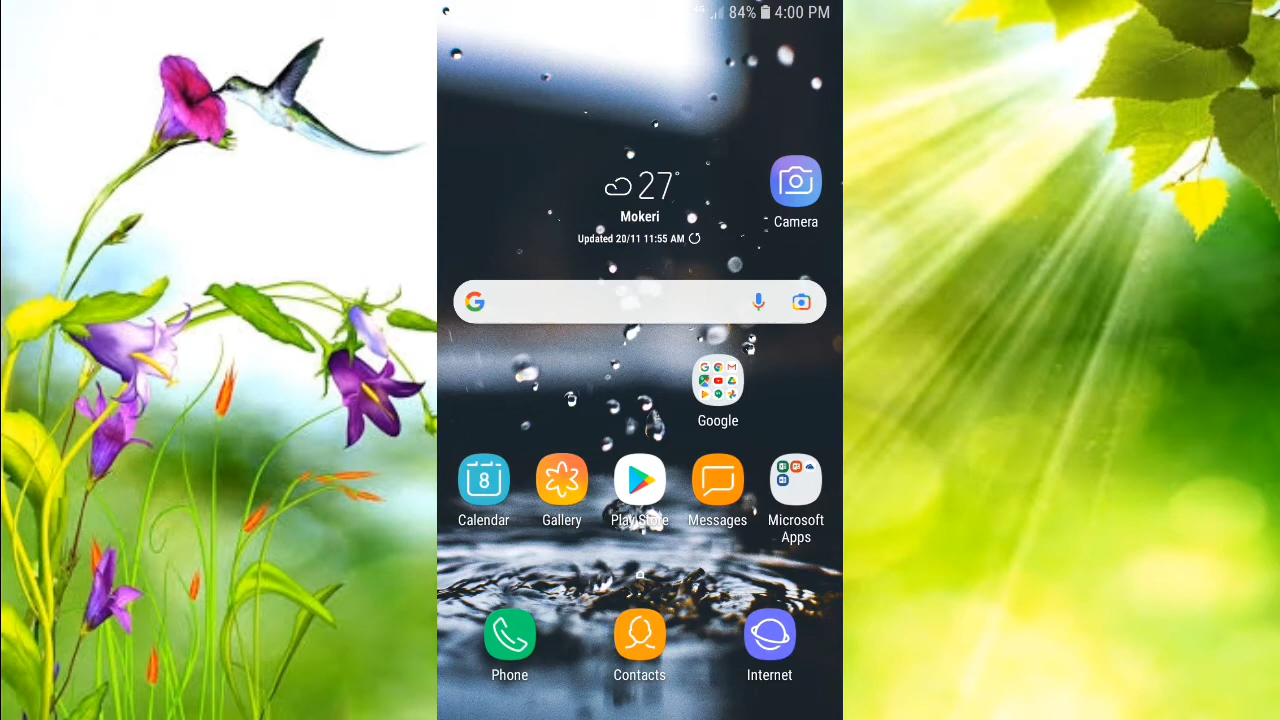 84% 4:00 PM
27°
Mokeri
Updated 20/11 11:55 AM
Camera
Google
8
Calendar
Gallery
Play Store
Messages
Microsoft
Apps
Phone
Contacts
Internet